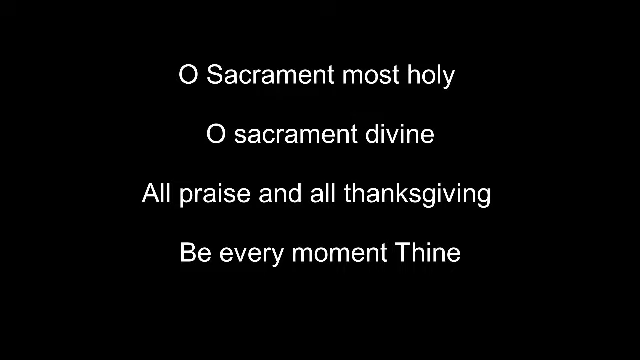 O Sacrament most holy
O sacrament divine
All praise and all thanksgiving
Be every moment Thine